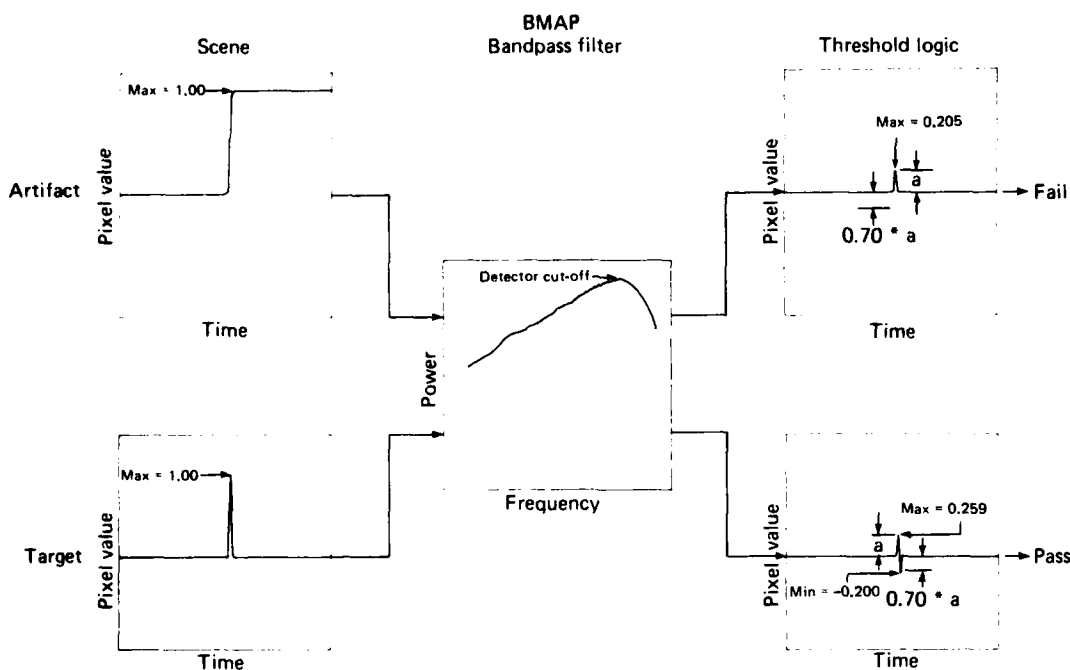 BMAP
Scene
Bandpass filter
Threshold logic
Max = 1.00
Pixel value
Artifact
Time
Detector cut-off
Power
Frequency
Max = 0.205
a
Pixel value
0.70 * a
Fail
Time
Max = 1.00
Pixel value
Target
Time
Max = 0.259
a
Pixel value
Min = -0.200
0.70 * a
Pass
Time